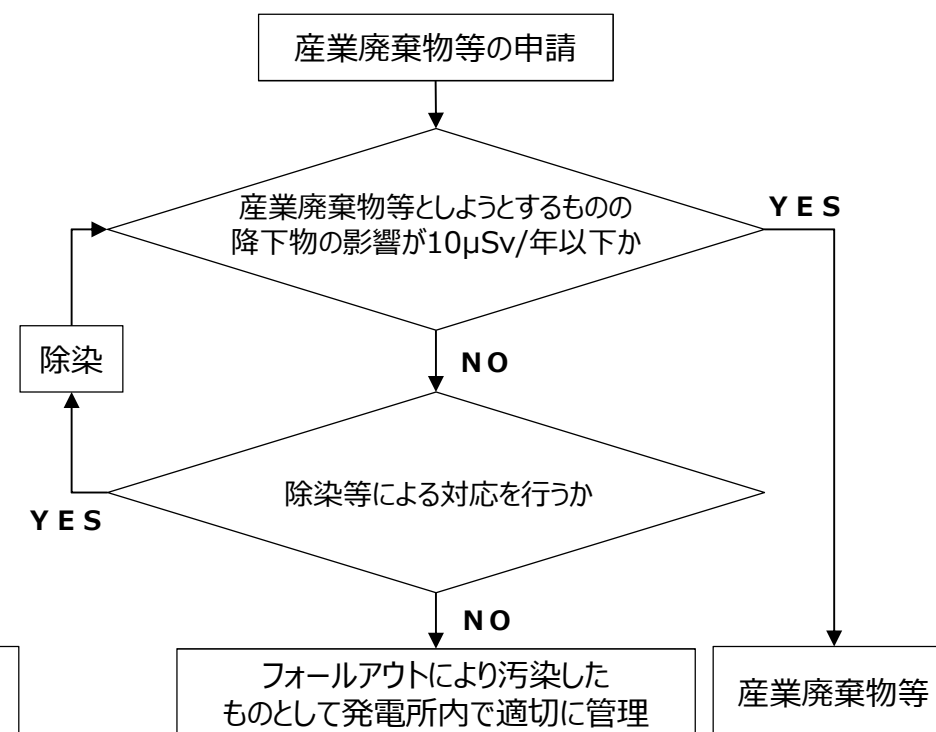 産業廃棄物等の申請
産業廃棄物等としようとするものの
降下物の影響が10μSv/年以下か
YES
除染
NO
除染等による対応を行うか
YES
NO
フォールアウトにより汚染した
ものとして発電所内で適切に管理
産業廃棄物等